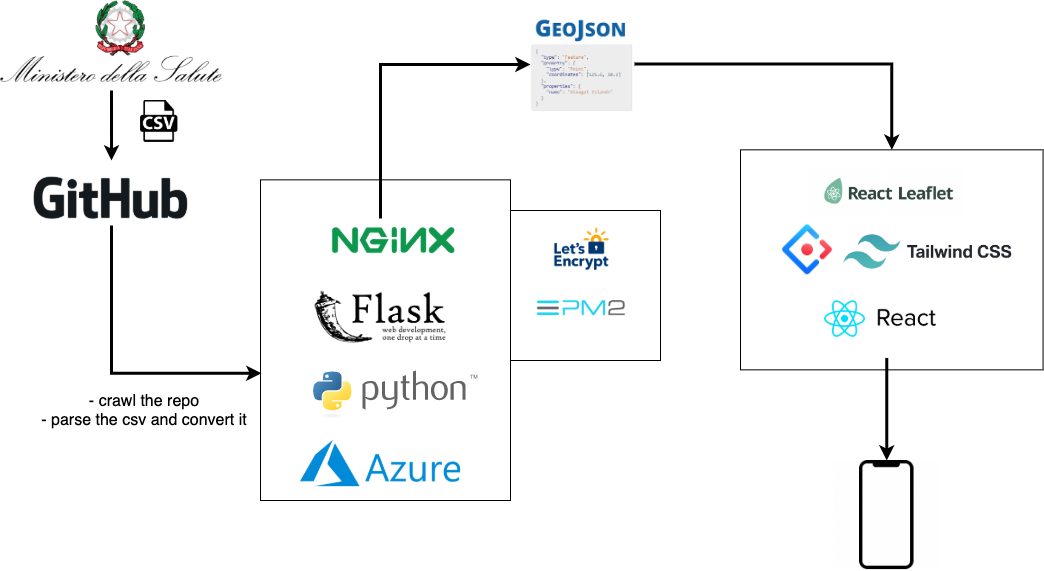 Ministero della Salute
CSV
GitHub
- crawl the repo
- parse the csv and convert it
NGINX
Flask
web development,
one drop at a time
python™
Azure
Let's
Encrypt
PM2
GEOJSON
{
"type": "Feature",
"geometry": {
"type": "Point",
"coordinates": [125.6, 10.1]
},
"properties": {
"name": "Dinagat Islands"
}
}
React Leaflet
Tailwind CSS
React